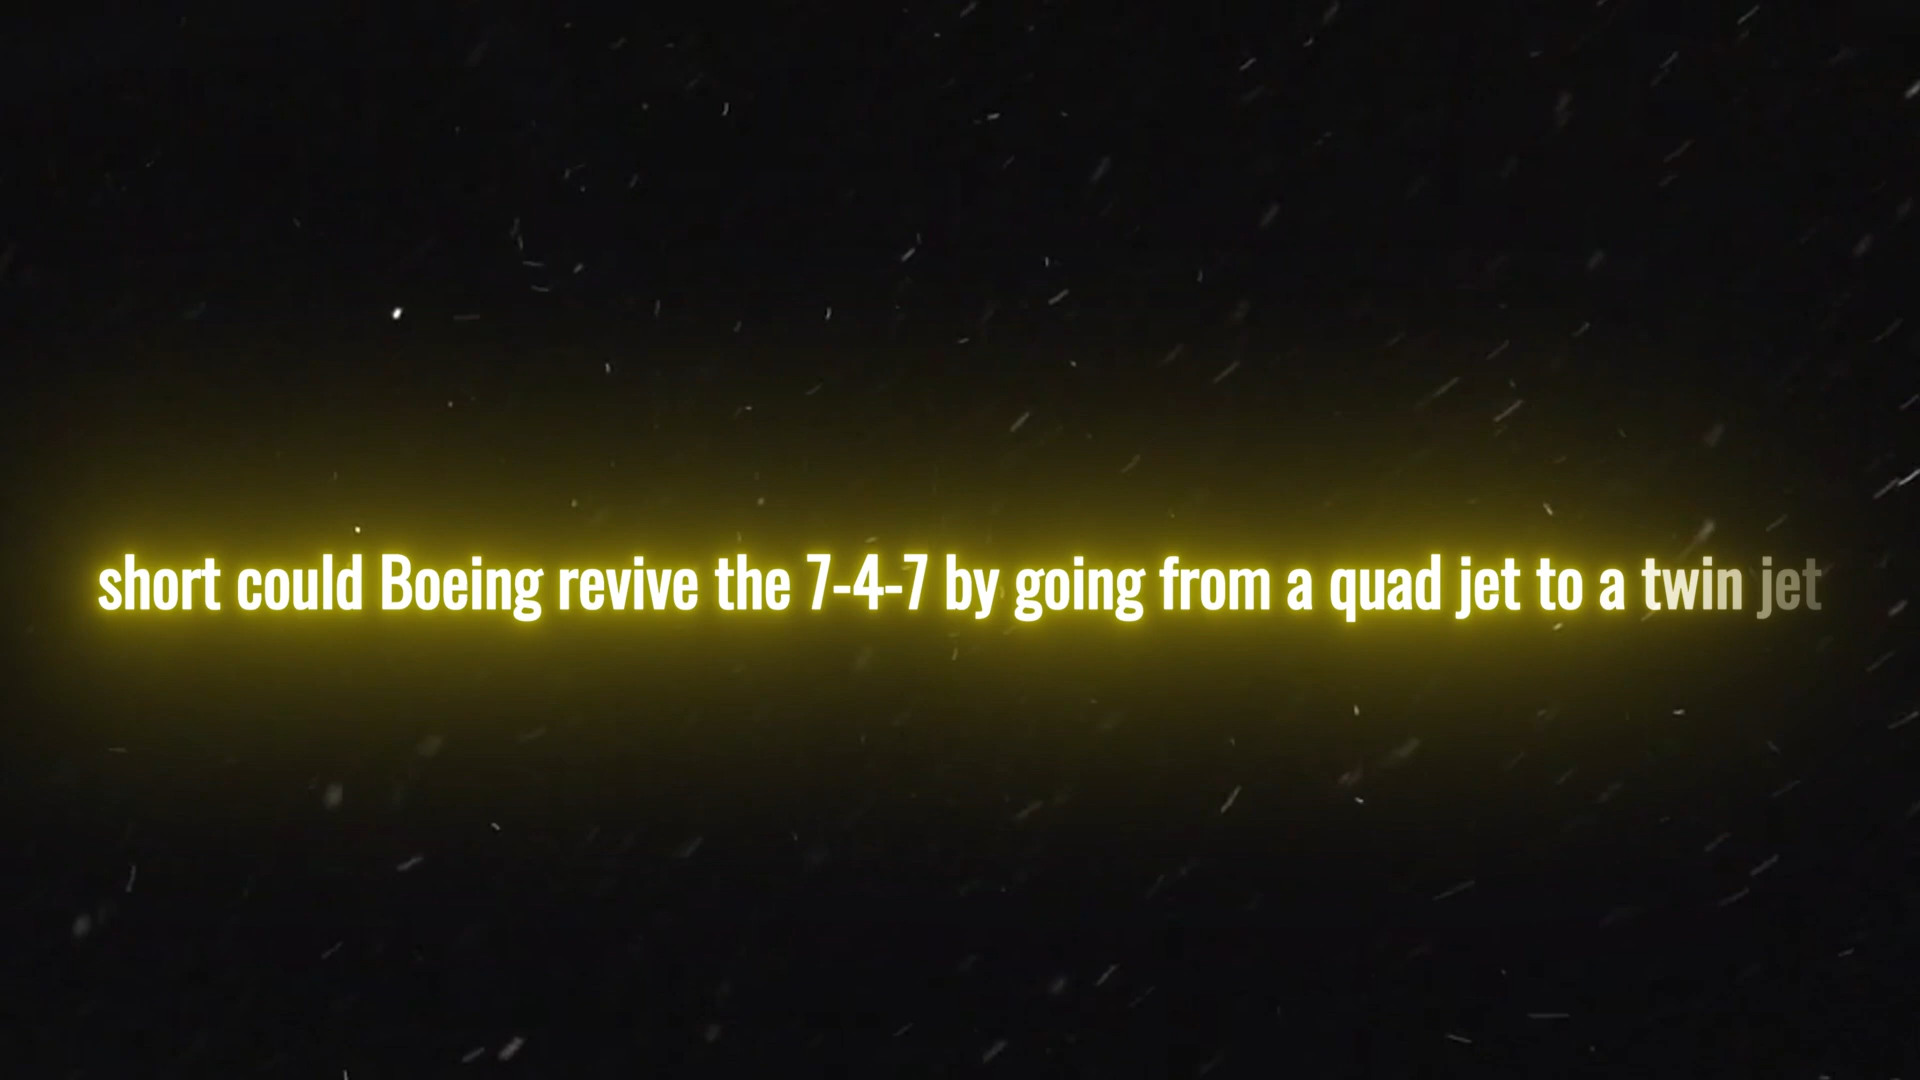 short could Boeing revive the 7-4-7 by going from a quad jet to a twin jet